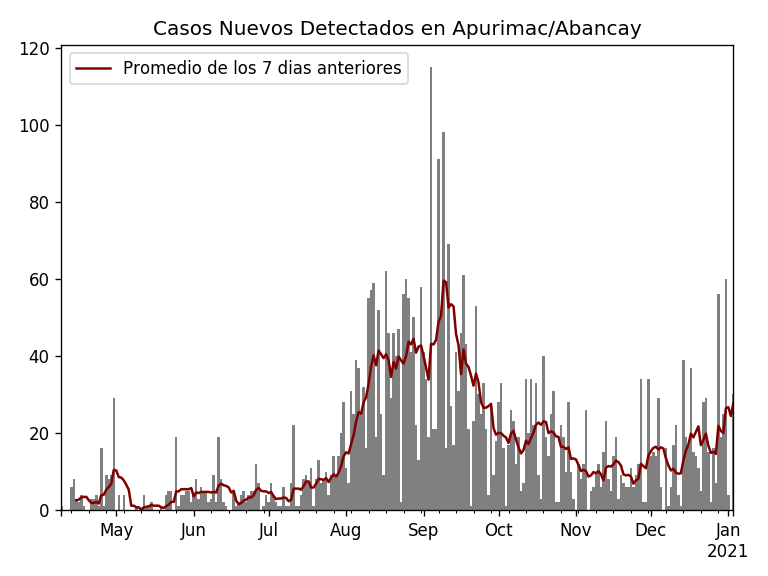 Casos Nuevos Detectados en Apurimac/Abancay
Promedio de los 7 dias anteriores
120
100
80
60
40
20
0
May Jun Jul Aug Sep Oct Nov Dec Jan
2021